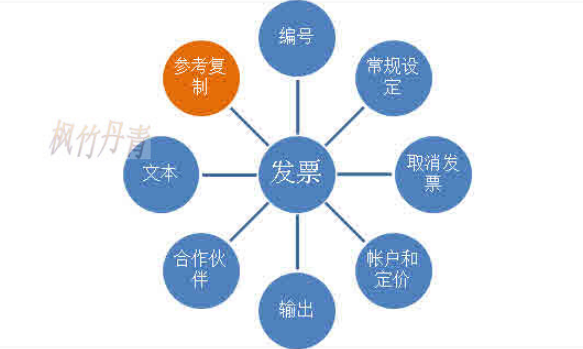 编号
参考复
制
常规设
定
枫竹丹青
文本
发票
取消发
票
合作伙
伴
帐户和
定价
输出